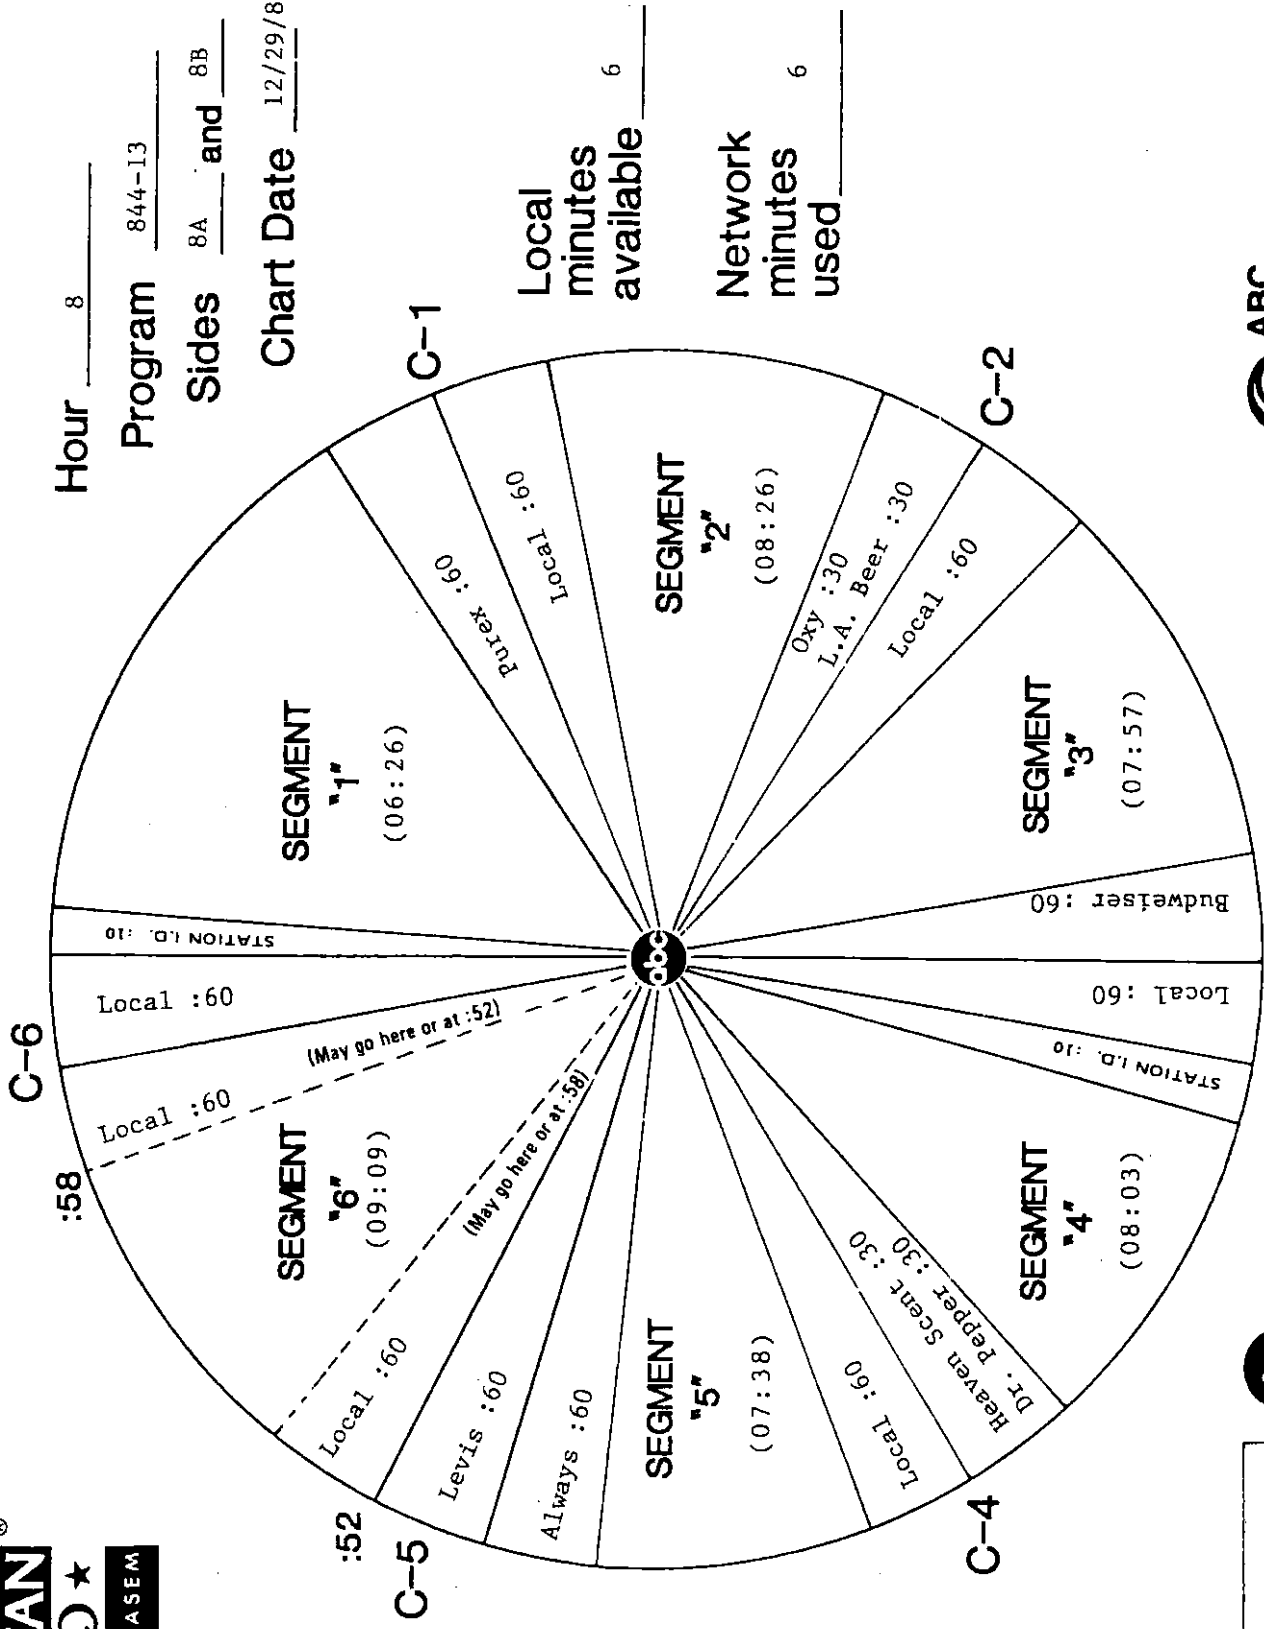 Hour 8
Program 844-13
Sides 8A and 8B
Chart Date 12/29/8
Local
minutes
available 6
Network
minutes
used 6
ABC
C-1
C-2
C-4
C-5
C-6
:52
:58
abc
SEGMENT
"1"
(06:26)
Purex :60
Local :60
SEGMENT
"2"
(08:26)
Oxy :30
L.A. Beer :30
Local :60
SEGMENT
"3"
(07:57)
Budweiser :60
Local :60
STATION I.D. :10
SEGMENT
"4"
(08:03)
Dr. Pepper :30
Heaven Scent :30
Local :60
SEGMENT
"5"
(07:38)
Always :60
Levis :60
Local :60
(May go here or at :58)
SEGMENT
"6"
(09:09)
Local :60
(May go here or at :52)
Local :60
STATION I.D. :10
AN
®
ASEM